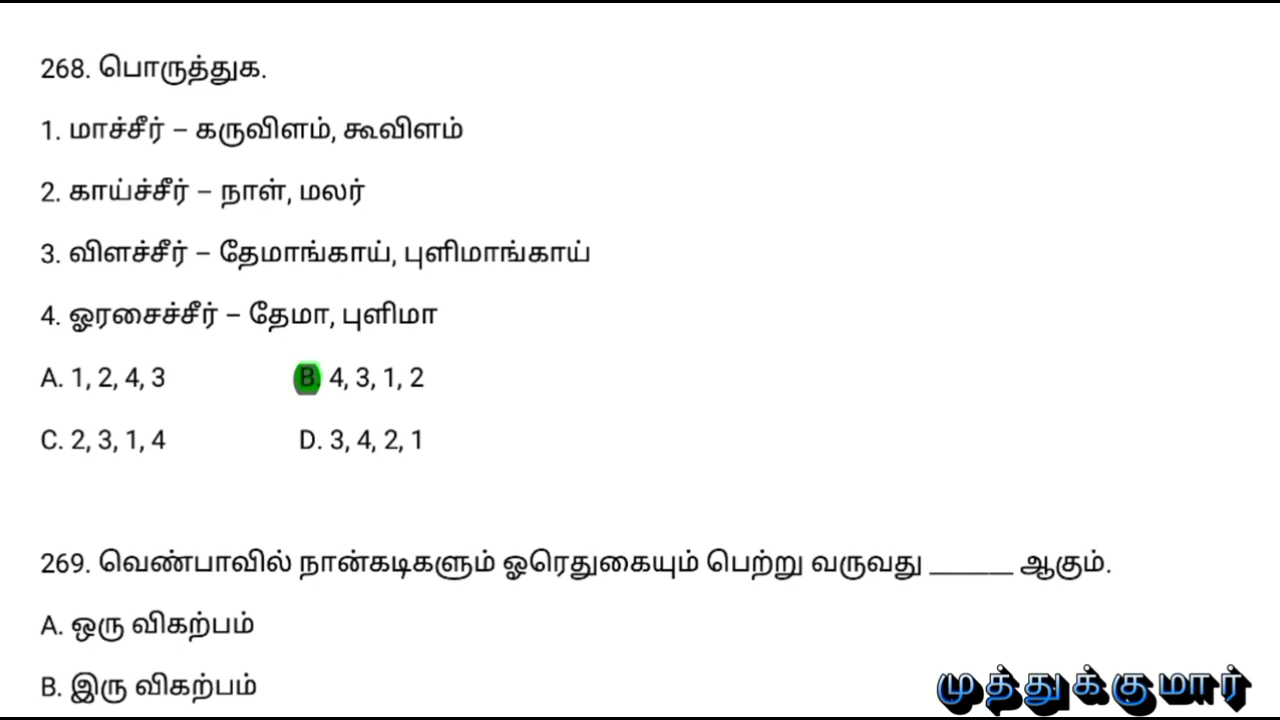 268. பொருத்துக.
1. மாச்சீர் – கருவிளம், கூவிளம்
2. காய்ச்சீர் – நாள், மலர்
3. விளச்சீர் – தேமாங்காய், புளிமாங்காய்
4. ஓரசைச்சீர் – தேமா, புளிமா
A. 1, 2, 4, 3 B. 4, 3, 1, 2
C. 2, 3, 1, 4 D. 3, 4, 2, 1
269. வெண்பாவில் நான்கடிகளும் ஓரெதுகையும் பெற்று வருவது ______ ஆகும்.
A. ஒரு விகற்பம்
B. இரு விகற்பம்
முத்துக்குமார்